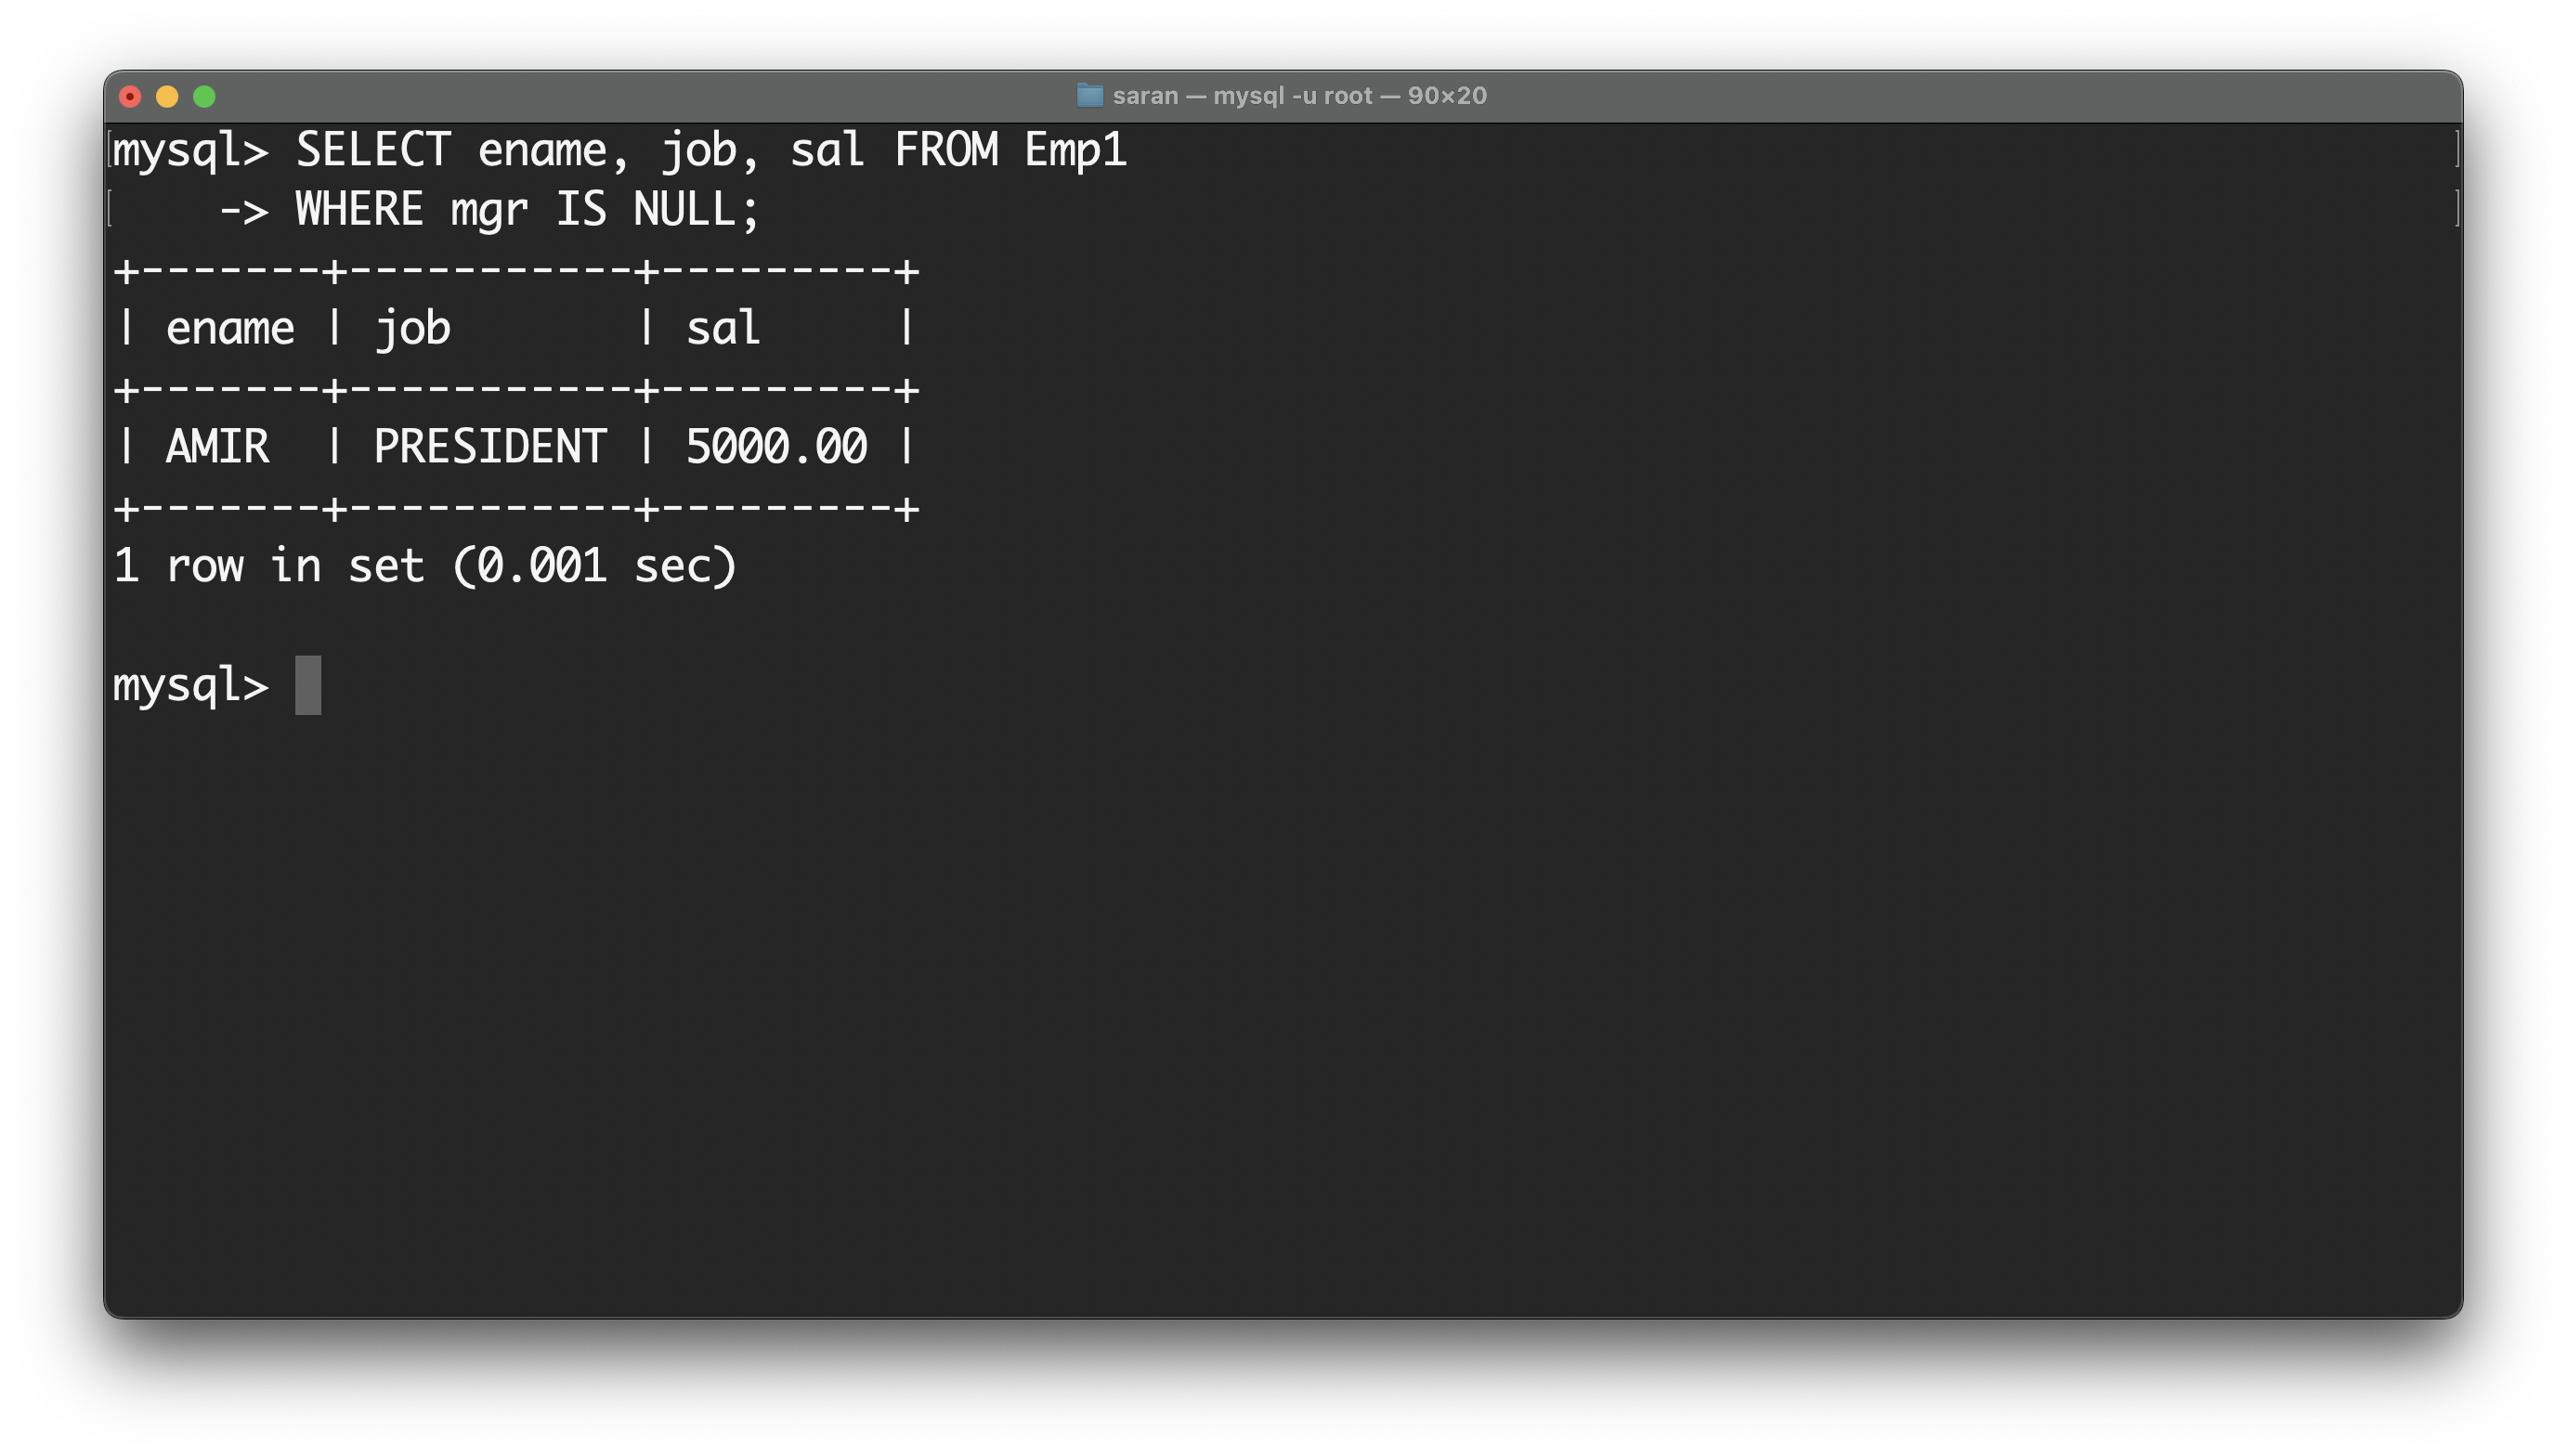 saran — mysql -u root — 90×20
mysql> SELECT ename, job, sal FROM Emp1
    -> WHERE mgr IS NULL;
+-------+-----------+---------+
| ename | job       | sal     |
+-------+-----------+---------+
| AMIR  | PRESIDENT | 5000.00 |
+-------+-----------+---------+
1 row in set (0.001 sec)
mysql>